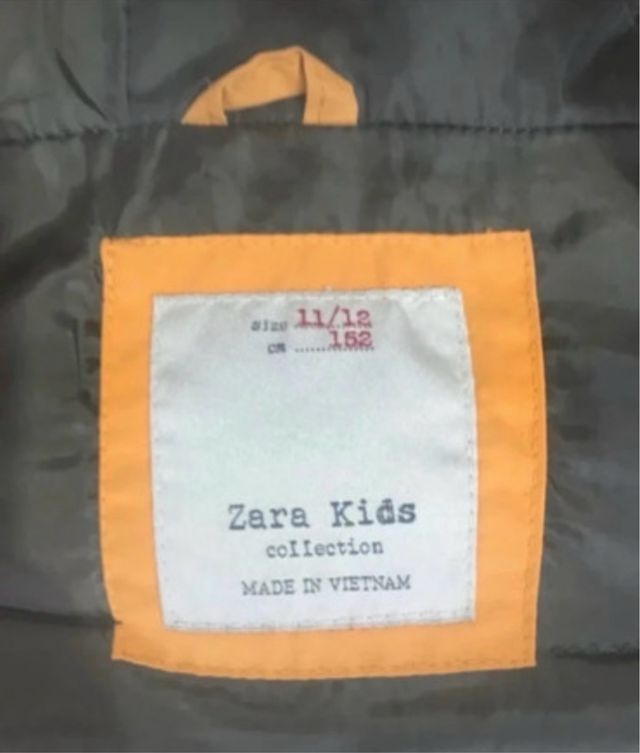 size 11/12
cm 152
Zara Kids
collection
MADE IN VIETNAM